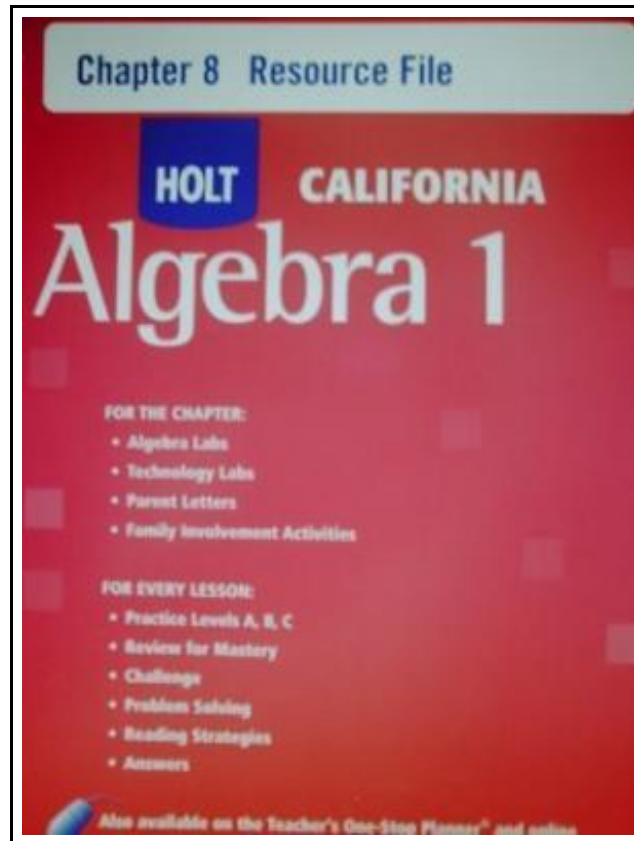 Chapter 8 Resource File
HOLT CALIFORNIA
Algebra 1
FOR THE CHAPTER:
• Algebra Labs
• Technology Labs
• Parent Letters
• Family Involvement Activities
FOR EVERY LESSON:
• Practice Levels A, B, C
• Review for Mastery
• Challenge
• Problem Solving
• Reading Strategies
• Answers
Also available on the Teacher's One-Stop Planner® and online